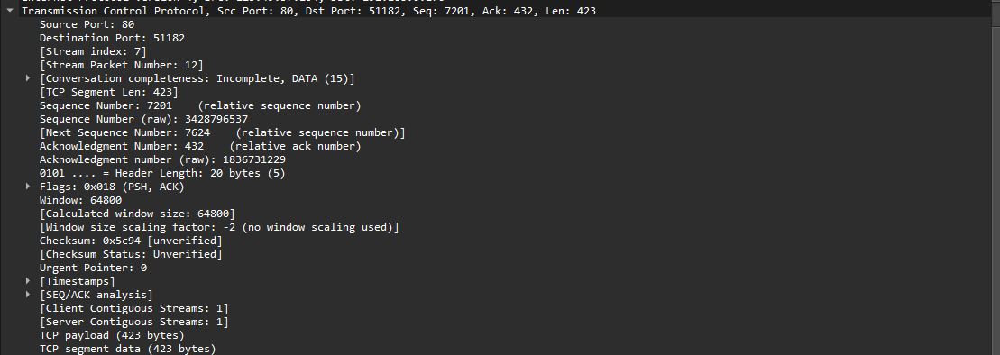 Transmission Control Protocol, Src Port: 80, Dst Port: 51182, Seq: 7201, Ack: 432, Len: 423
Source Port: 80
Destination Port: 51182
[Stream index: 7]
[Stream Packet Number: 12]
[Conversation completeness: Incomplete, DATA (15)]
[TCP Segment Len: 423]
Sequence Number: 7201    (relative sequence number)
Sequence Number (raw): 3428796537
[Next Sequence Number: 7624    (relative sequence number)]
Acknowledgment Number: 432    (relative ack number)
Acknowledgment number (raw): 1836731229
0101 .... = Header Length: 20 bytes (5)
Flags: 0x018 (PSH, ACK)
Window: 64800
[Calculated window size: 64800]
[Window size scaling factor: -2 (no window scaling used)]
Checksum: 0x5c94 [unverified]
[Checksum Status: Unverified]
Urgent Pointer: 0
[Timestamps]
[SEQ/ACK analysis]
[Client Contiguous Streams: 1]
[Server Contiguous Streams: 1]
TCP payload (423 bytes)
TCP segment data (423 bytes)